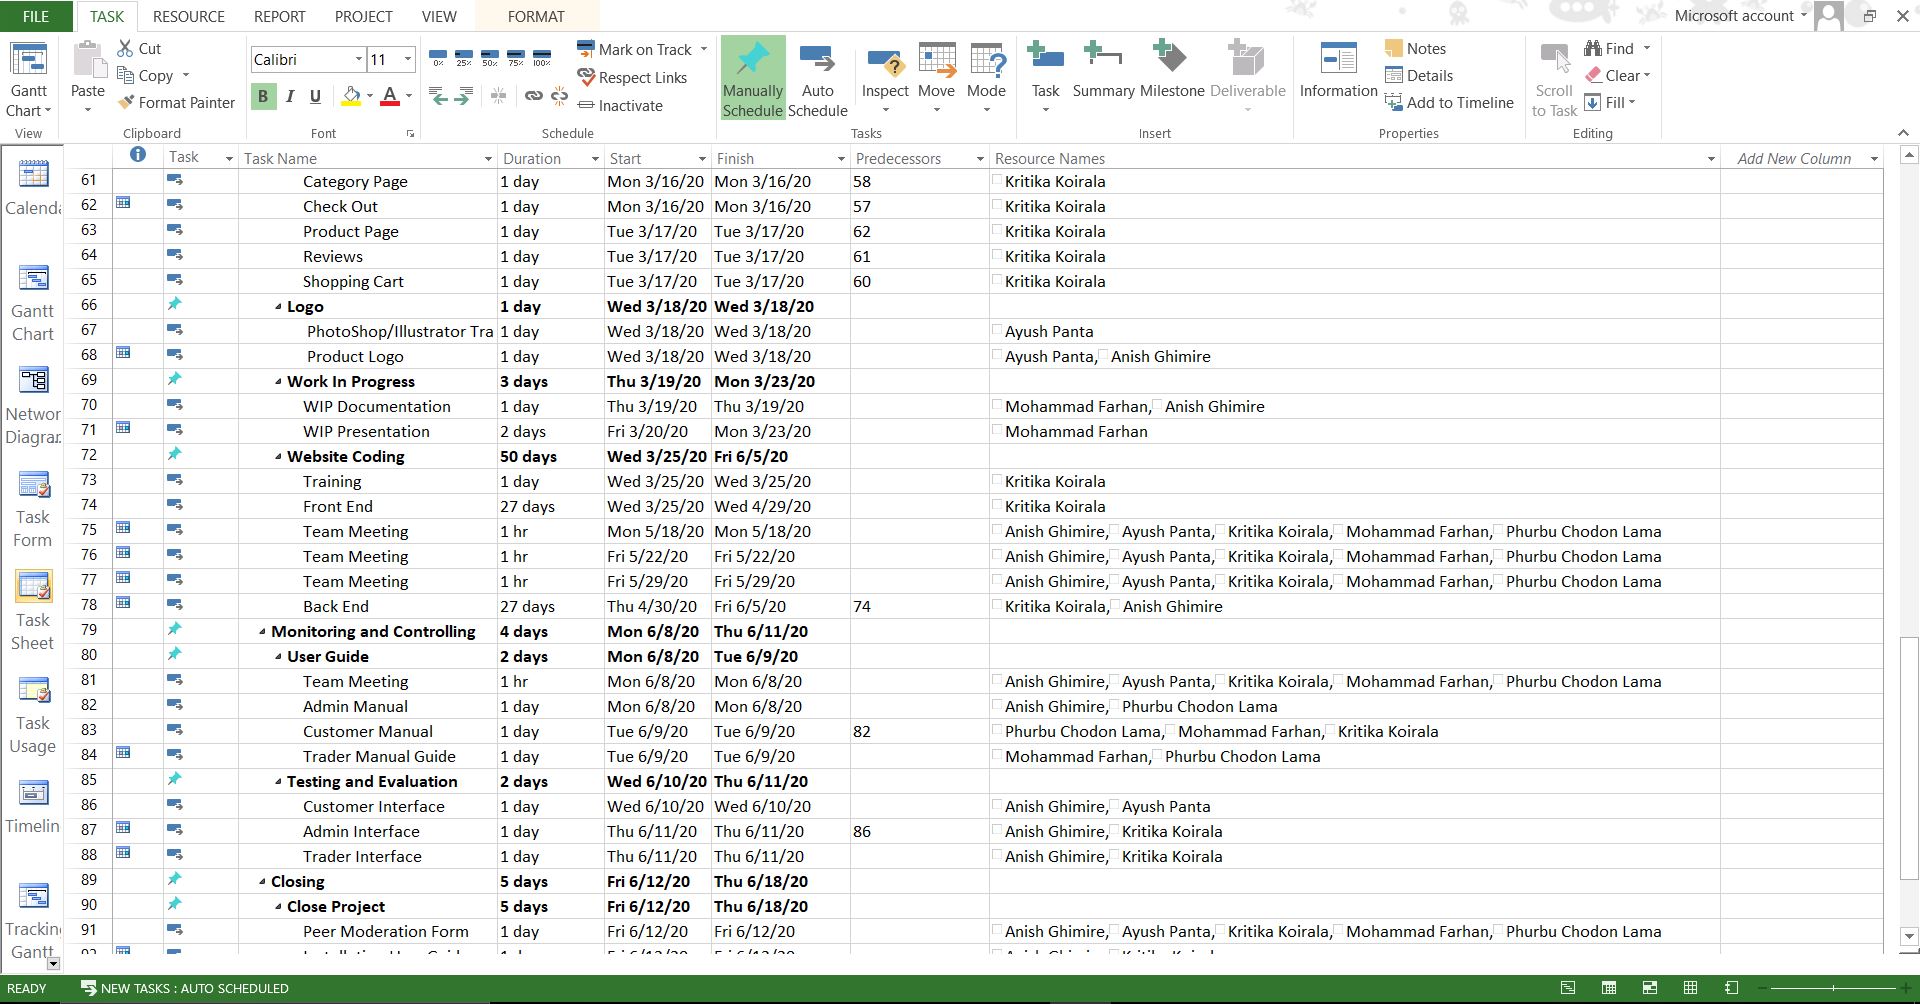 FILE TASK RESOURCE REPORT PROJECT VIEW FORMAT Microsoft account
Gantt Chart
View
Paste
Cut
Copy
Format Painter
Clipboard
Calibri 11
B I U A
Font
0% 25% 50% 75% 100%
Mark on Track
Respect Links
Inactivate
Schedule
Manually Schedule
Auto Schedule
Inspect Move Mode
Tasks
Task Summary Milestone Deliverable
Insert
Information
Notes
Details
Add to Timeline
Properties
Scroll to Task
Find
Clear
Fill
Editing
Task Task Name Duration Start Finish Predecessors Resource Names Add New Column
61 Category Page 1 day Mon 3/16/20 Mon 3/16/20 58 Kritika Koirala
62 Check Out 1 day Mon 3/16/20 Mon 3/16/20 57 Kritika Koirala
63 Product Page 1 day Tue 3/17/20 Tue 3/17/20 62 Kritika Koirala
64 Reviews 1 day Tue 3/17/20 Tue 3/17/20 61 Kritika Koirala
65 Shopping Cart 1 day Tue 3/17/20 Tue 3/17/20 60 Kritika Koirala
66 Logo 1 day Wed 3/18/20 Wed 3/18/20
67 PhotoShop/Illustrator Tra 1 day Wed 3/18/20 Wed 3/18/20 Ayush Panta
68 Product Logo 1 day Wed 3/18/20 Wed 3/18/20 Ayush Panta, Anish Ghimire
69 Work In Progress 3 days Thu 3/19/20 Mon 3/23/20
70 WIP Documentation 1 day Thu 3/19/20 Thu 3/19/20 Mohammad Farhan, Anish Ghimire
71 WIP Presentation 2 days Fri 3/20/20 Mon 3/23/20 Mohammad Farhan
72 Website Coding 50 days Wed 3/25/20 Fri 6/5/20
73 Training 1 day Wed 3/25/20 Wed 3/25/20 Kritika Koirala
74 Front End 27 days Wed 3/25/20 Wed 4/29/20 Kritika Koirala
75 Team Meeting 1 hr Mon 5/18/20 Mon 5/18/20 Anish Ghimire, Ayush Panta, Kritika Koirala, Mohammad Farhan, Phurbu Chodon Lama
76 Team Meeting 1 hr Fri 5/22/20 Fri 5/22/20 Anish Ghimire, Ayush Panta, Kritika Koirala, Mohammad Farhan, Phurbu Chodon Lama
77 Team Meeting 1 hr Fri 5/29/20 Fri 5/29/20 Anish Ghimire, Ayush Panta, Kritika Koirala, Mohammad Farhan, Phurbu Chodon Lama
78 Back End 27 days Thu 4/30/20 Fri 6/5/20 74 Kritika Koirala, Anish Ghimire
79 Monitoring and Controlling 4 days Mon 6/8/20 Thu 6/11/20
80 User Guide 2 days Mon 6/8/20 Tue 6/9/20
81 Team Meeting 1 hr Mon 6/8/20 Mon 6/8/20 Anish Ghimire, Ayush Panta, Kritika Koirala, Mohammad Farhan, Phurbu Chodon Lama
82 Admin Manual 1 day Mon 6/8/20 Mon 6/8/20 Anish Ghimire, Phurbu Chodon Lama
83 Customer Manual 1 day Tue 6/9/20 Tue 6/9/20 82 Phurbu Chodon Lama, Mohammad Farhan, Kritika Koirala
84 Trader Manual Guide 1 day Tue 6/9/20 Tue 6/9/20 Mohammad Farhan, Phurbu Chodon Lama
85 Testing and Evaluation 2 days Wed 6/10/20 Thu 6/11/20
86 Customer Interface 1 day Wed 6/10/20 Wed 6/10/20 Anish Ghimire, Ayush Panta
87 Admin Interface 1 day Thu 6/11/20 Thu 6/11/20 86 Anish Ghimire, Kritika Koirala
88 Trader Interface 1 day Thu 6/11/20 Thu 6/11/20 Anish Ghimire, Kritika Koirala
89 Closing 5 days Fri 6/12/20 Thu 6/18/20
90 Close Project 5 days Fri 6/12/20 Thu 6/18/20
91 Peer Moderation Form 1 day Fri 6/12/20 Fri 6/12/20 Anish Ghimire, Ayush Panta, Kritika Koirala, Mohammad Farhan, Phurbu Chodon Lama
Calenda
Gantt
Chart
Networ
Diagra
Task
Form
Task
Sheet
Task
Usage
Timelin
Trackin
Gantt
READY NEW TASKS : AUTO SCHEDULED